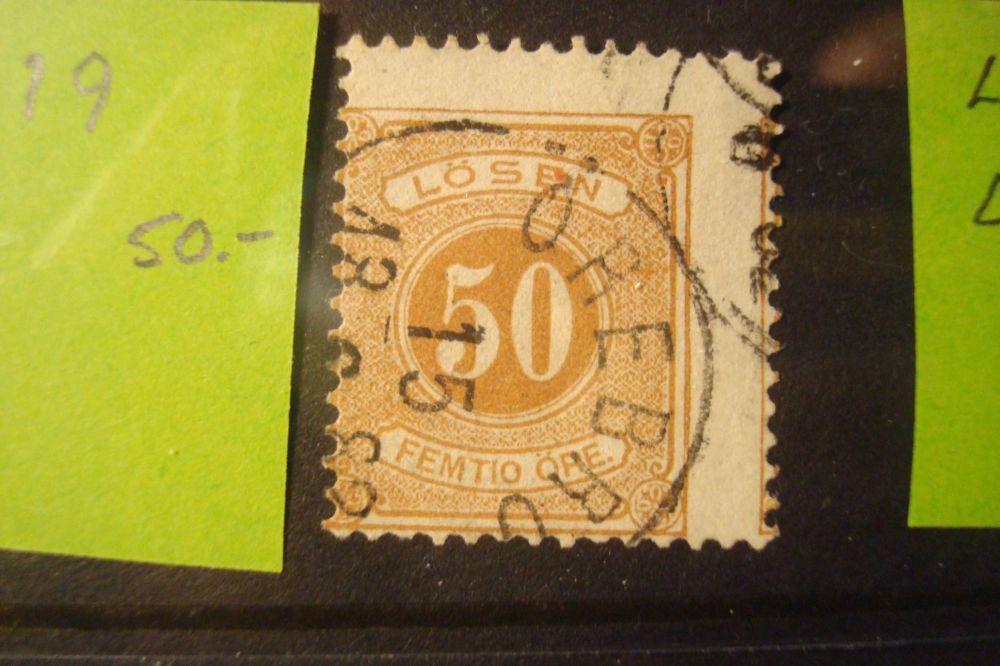 19
50.-
LÖSEN
50
FEMTIO ÖRE.
ÖREBRO
15